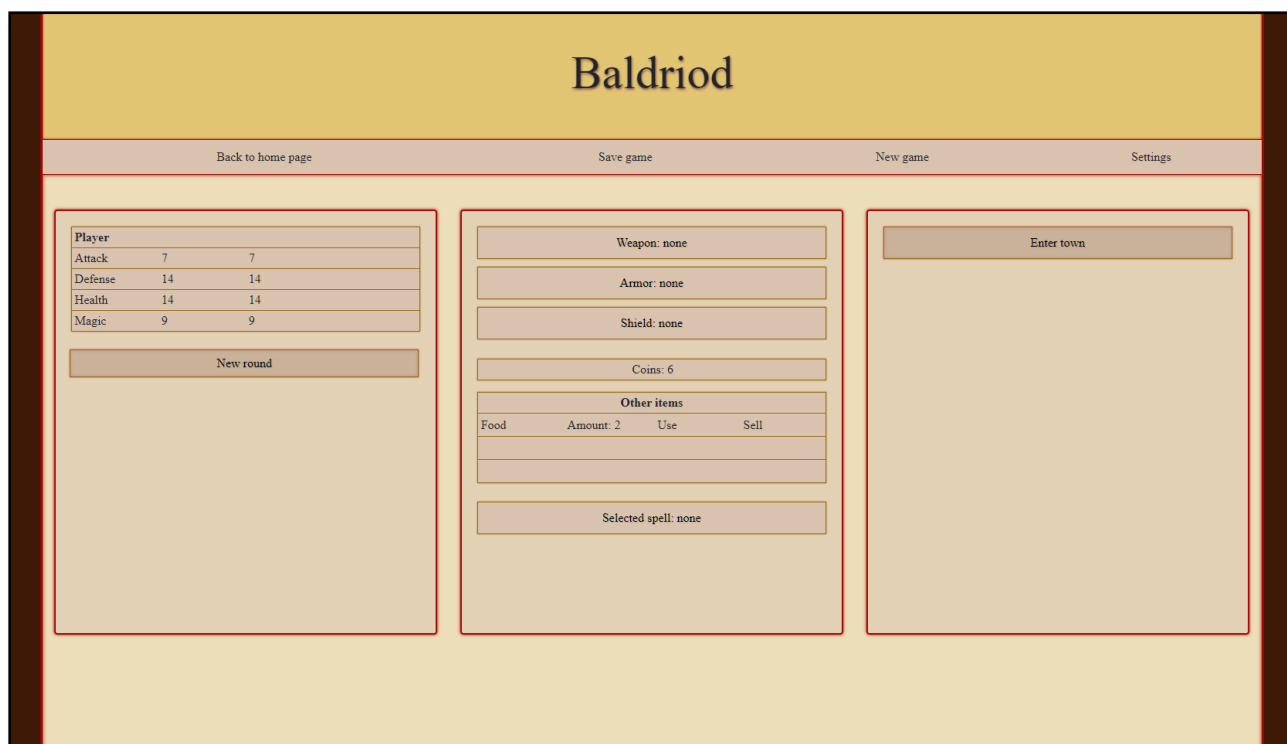 Baldriod
Back to home page Save game New game Settings
Player
Attack 7 7
Defense 14 14
Health 14 14
Magic 9 9
New round
Weapon: none
Armor: none
Shield: none
Coins: 6
Other items
Food Amount: 2 Use Sell
Selected spell: none
Enter town